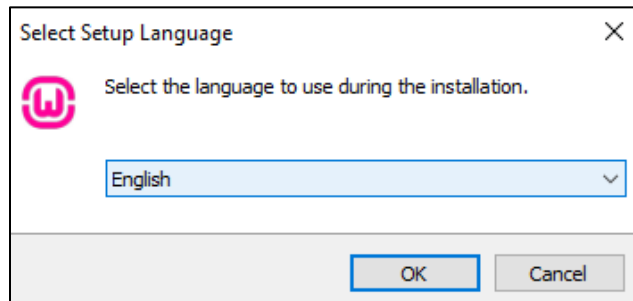 Select Setup Language
Select the language to use during the installation.
English
OK
Cancel